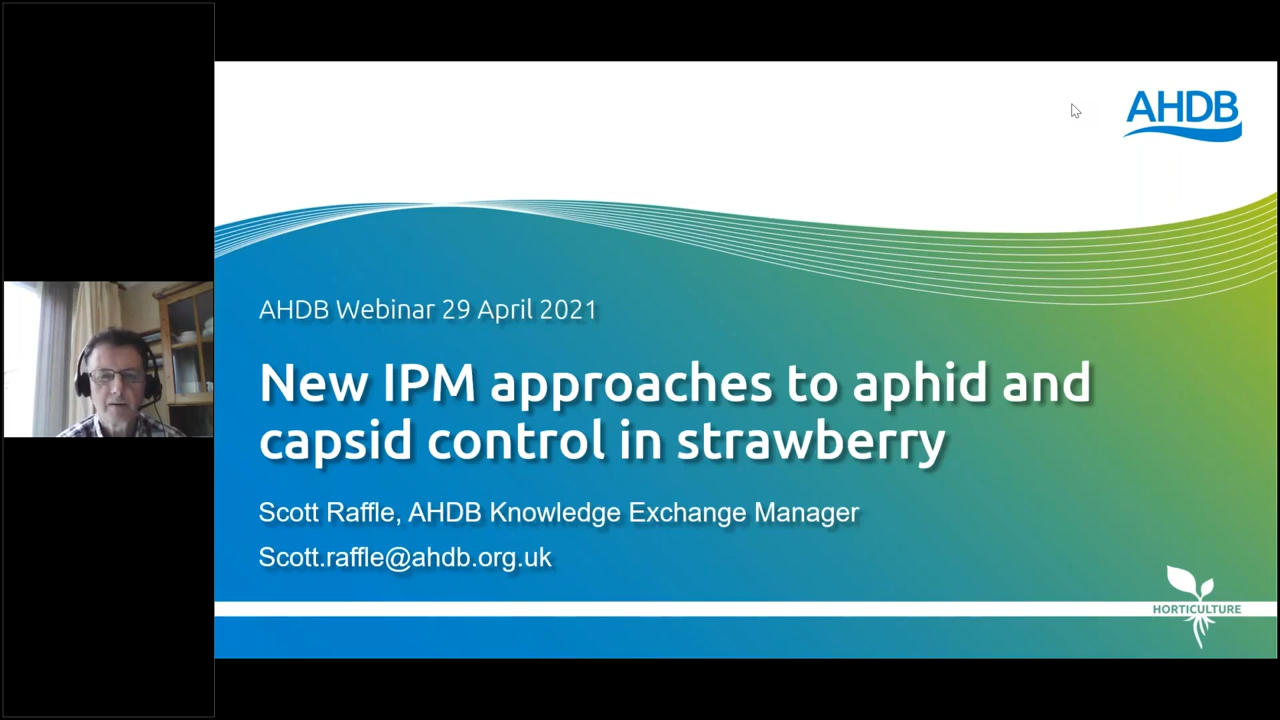 AHDB
AHDB Webinar 29 April 2021
New IPM approaches to aphid and
capsid control in strawberry
Scott Raffle, AHDB Knowledge Exchange Manager
Scott.raffle@ahdb.org.uk
HORTICULTURE